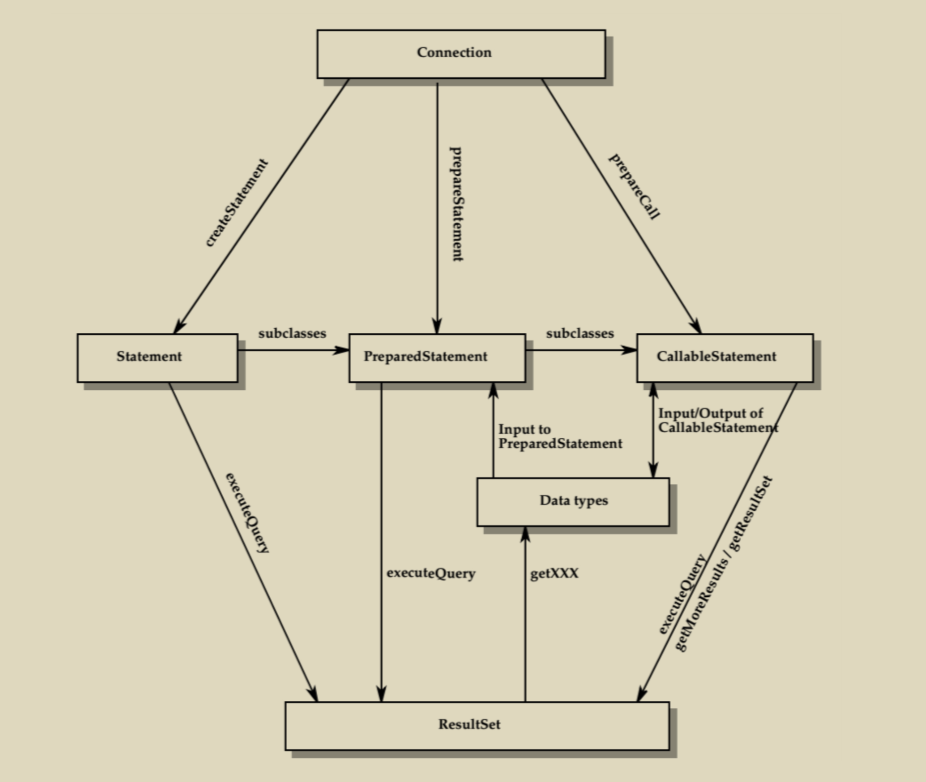 Connection
createStatement
prepareStatement
prepareCall
subclasses
subclasses
Statement
PreparedStatement
CallableStatement
Input to
PreparedStatement
Input/Output of
CallableStatement
Data types
executeQuery
executeQuery
getXXX
executeQuery
getMoreResults / getResultSet
ResultSet